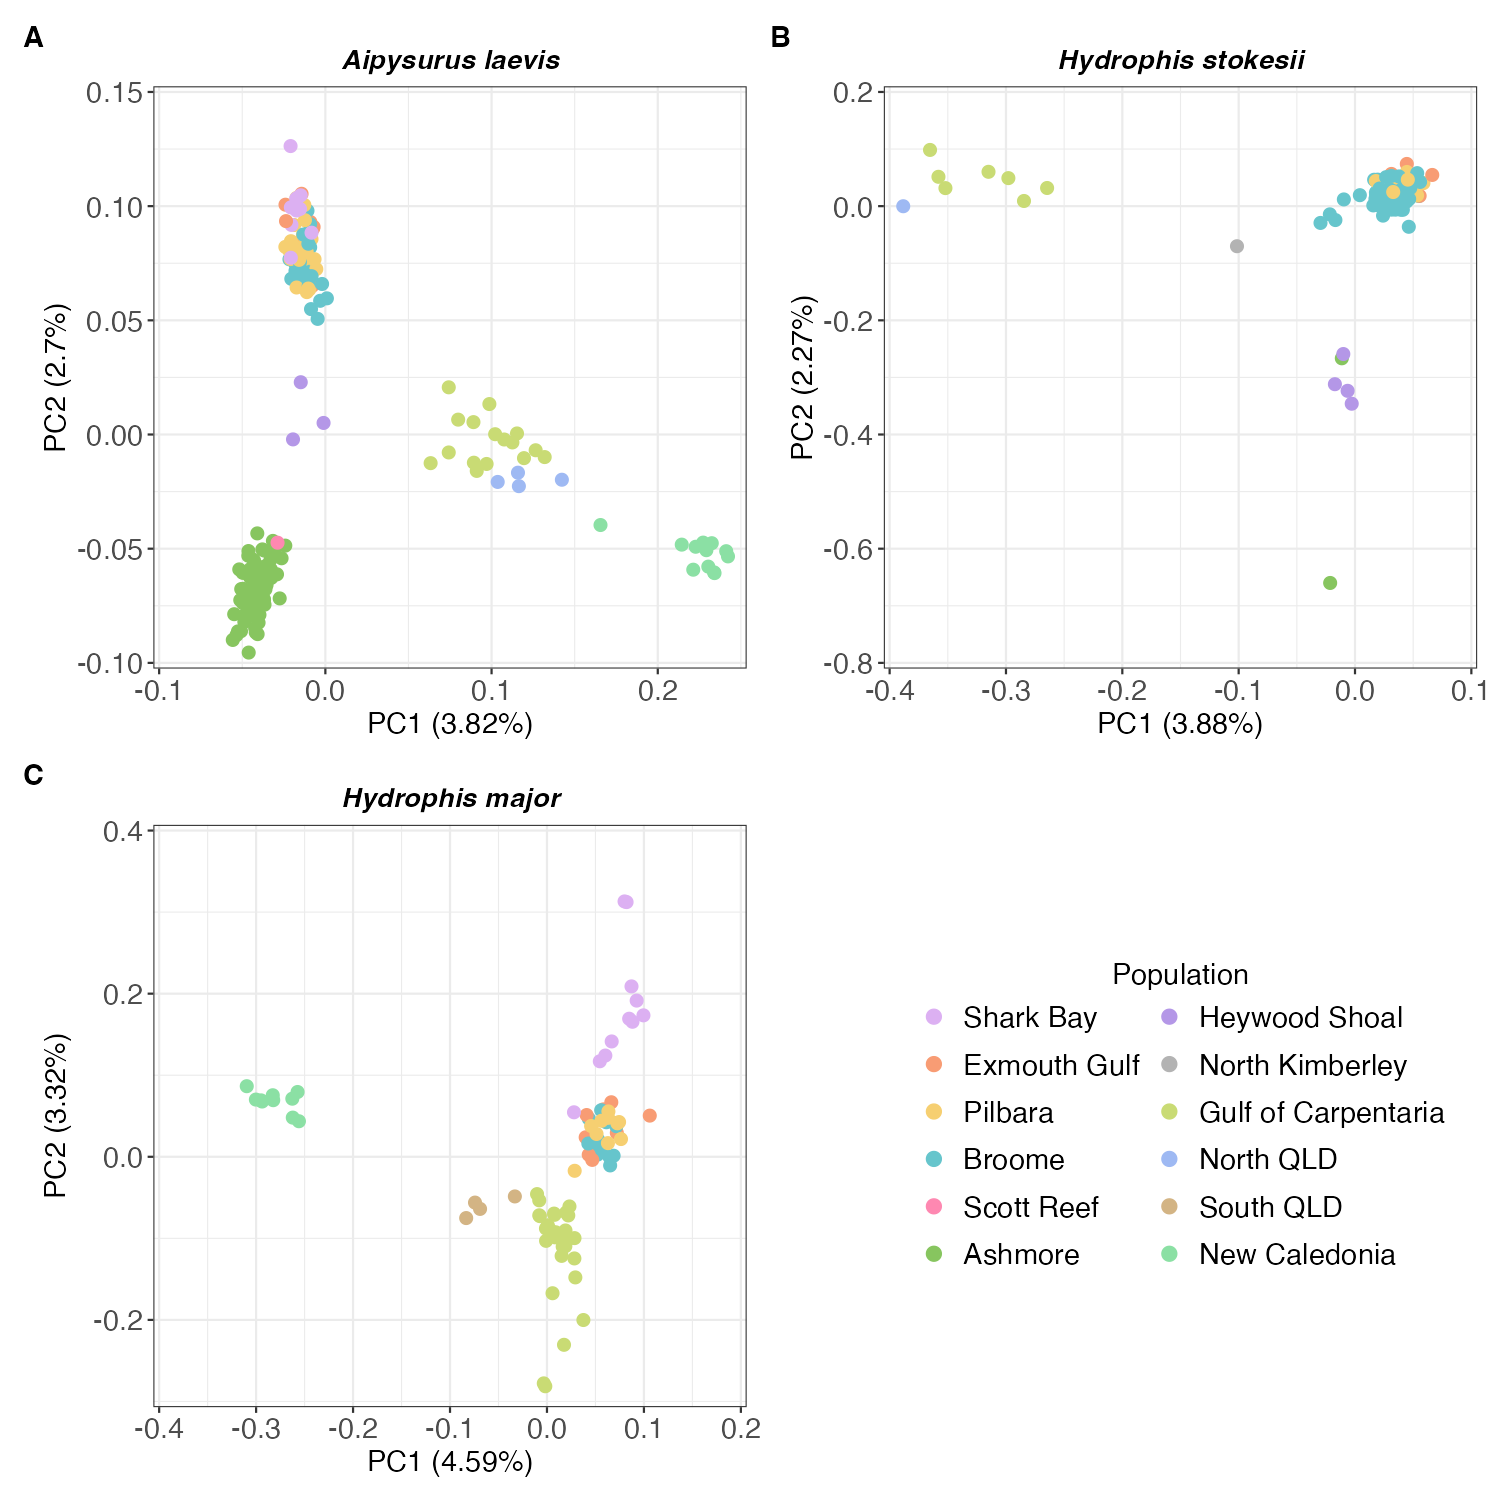 A
Aipysurus laevis
PC2 (2.7%)
0.15
0.10
0.05
0.00
-0.05
-0.10
-0.1 0.0 0.1 0.2
PC1 (3.82%)
B
Hydrophis stokesii
PC2 (2.27%)
0.2
0.0
-0.2
-0.4
-0.6
-0.8
-0.4 -0.3 -0.2 -0.1 0.0 0.1
PC1 (3.88%)
C
Hydrophis major
PC2 (3.32%)
0.4
0.2
0.0
-0.2
-0.4 -0.3 -0.2 -0.1 0.0 0.1 0.2
PC1 (4.59%)
Population
Shark Bay
Exmouth Gulf
Pilbara
Broome
Scott Reef
Ashmore
Heywood Shoal
North Kimberley
Gulf of Carpentaria
North QLD
South QLD
New Caledonia